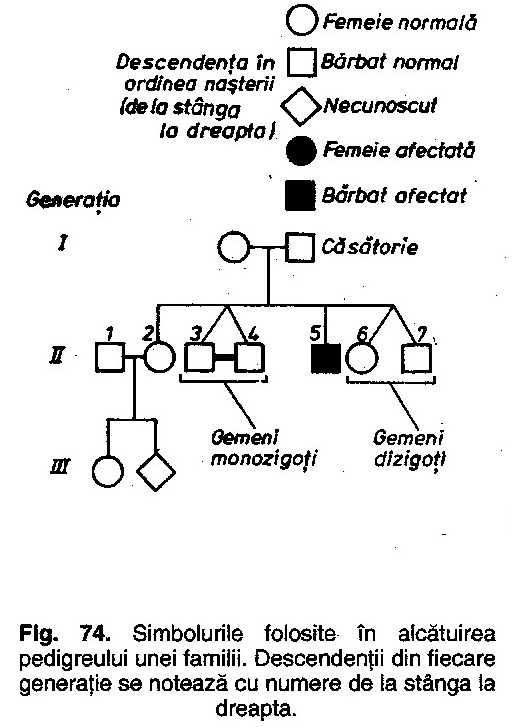 Femeie normală
Descendența în
ordinea nașterii
(de la stânga
la dreapta)
Bărbat normal
Necunoscut
Femeie afectată
Bărbat afectat
Generația
I
Căsătorie
1 2 3 4 5 6 7
II
Gemeni
monozigoți
Gemeni
dizigoți
III
Fig. 74. Simbolurile folosite în alcătuirea
pedigreului unei familii. Descendenții din fiecare
generație se notează cu numere de la stânga la
dreapta.